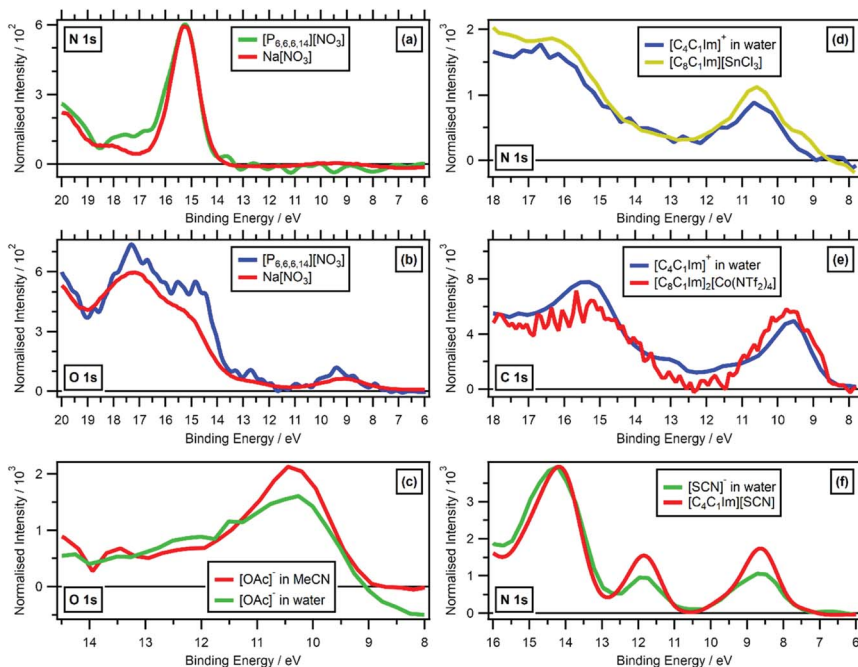 N 1s
[P6,6,6,14][NO3]
Na[NO3]
(a)
Normalised Intensity / 10²
6
3
0
20 19 18 17 16 15 14 13 12 11 10 9 8 7 6
Binding Energy / eV
(b)
[P6,6,6,14][NO3]
Na[NO3]
Normalised Intensity / 10²
6
3
0
O 1s
20 19 18 17 16 15 14 13 12 11 10 9 8 7 6
Binding Energy / eV
(c)
Normalised Intensity / 10³
2
1
0
[OAc]⁻ in MeCN
[OAc]⁻ in water
O 1s
14 13 12 11 10 9 8
Binding Energy / eV
(d)
[C4C1Im]⁺ in water
[C8C1Im][SnCl3]
Normalised Intensity / 10³
2
1
0
N 1s
18 17 16 15 14 13 12 11 10 9 8
Binding Energy / eV
(e)
[C4C1Im]⁺ in water
[C8C1Im]2[Co(NTf2)4]
Normalised Intensity / 10³
8
4
0
C 1s
18 17 16 15 14 13 12 11 10 9 8
Binding Energy / eV
(f)
[SCN]⁻ in water
[C4C1Im][SCN]
Normalised Intensity / 10³
3
2
1
0
N 1s
16 15 14 13 12 11 10 9 8 7 6
Binding Energy / eV